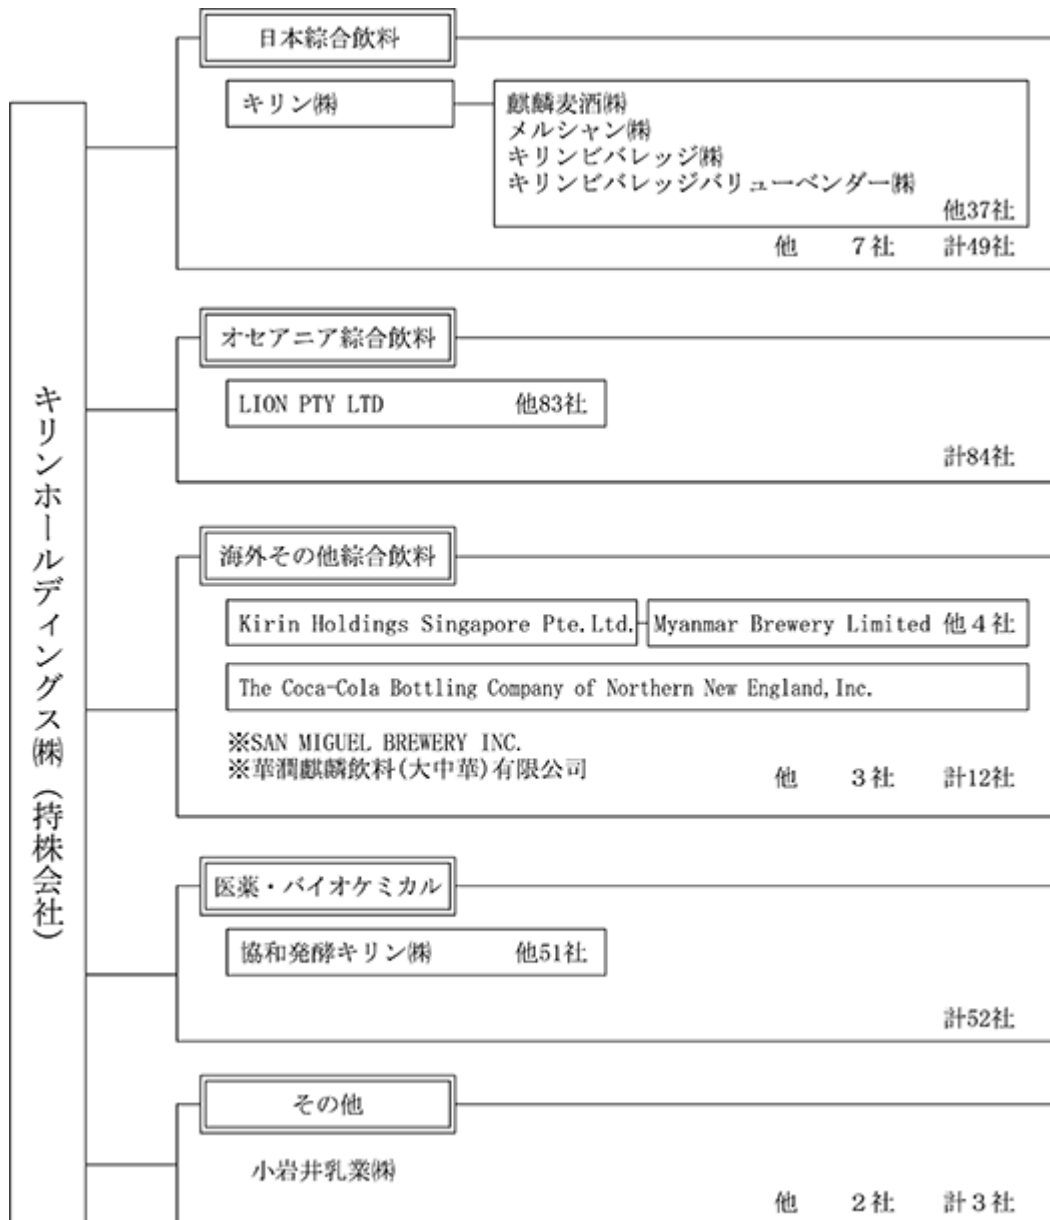 日本綜合飲料
キリン㈱
麒麟麦酒㈱
メルシャン㈱
キリンビバレッジ㈱
キリンビバレッジバリューベンダー㈱
他37社
他 7社 計49社
オセアニア綜合飲料
LION PTY LTD 他83社
計84社
キリンホールディングス㈱(持株会社)
海外その他綜合飲料
Kirin Holdings Singapore Pte.Ltd.
Myanmar Brewery Limited 他4社
The Coca-Cola Bottling Company of Northern New England,Inc.
※SAN MIGUEL BREWERY INC.
※華潤麒麟飲料(大中華)有限公司
他 3社 計12社
医薬・バイオケミカル
協和発酵キリン㈱ 他51社
計52社
その他
小岩井乳業㈱
他 2社 計3社